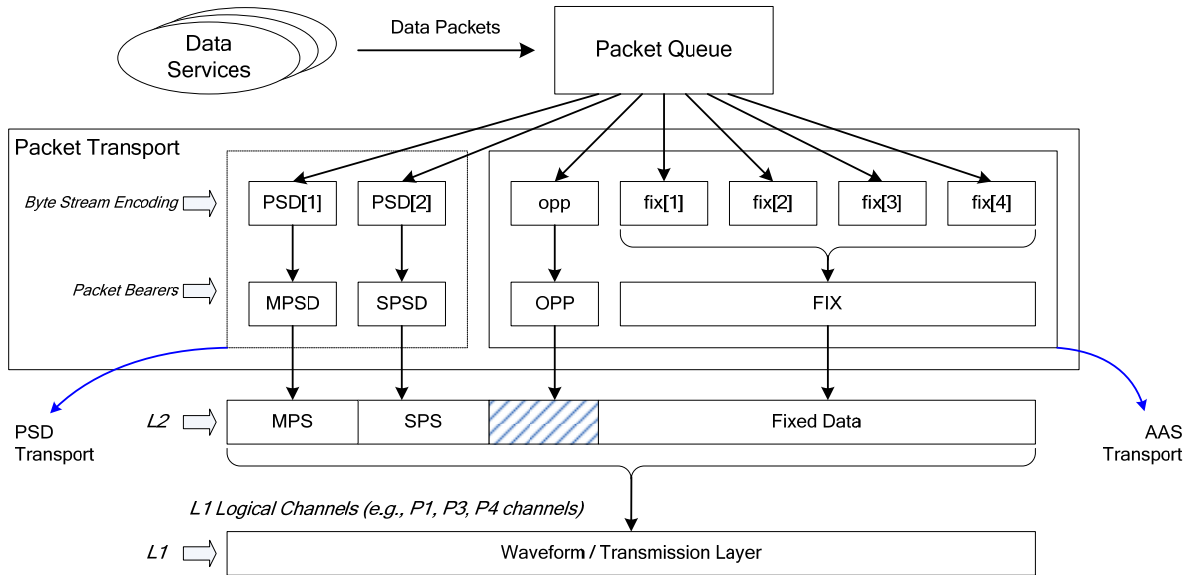 Data Packets
Data
Services
Packet Queue
Packet Transport
Byte Stream Encoding
PSD[1]
PSD[2]
opp
fix[1]
fix[2]
fix[3]
fix[4]
Packet Bearers
MPSD
SPSD
OPP
FIX
L2
MPS
SPS
Fixed Data
PSD
Transport
AAS
Transport
L1 Logical Channels (e.g., P1, P3, P4 channels)
L1
Waveform / Transmission Layer